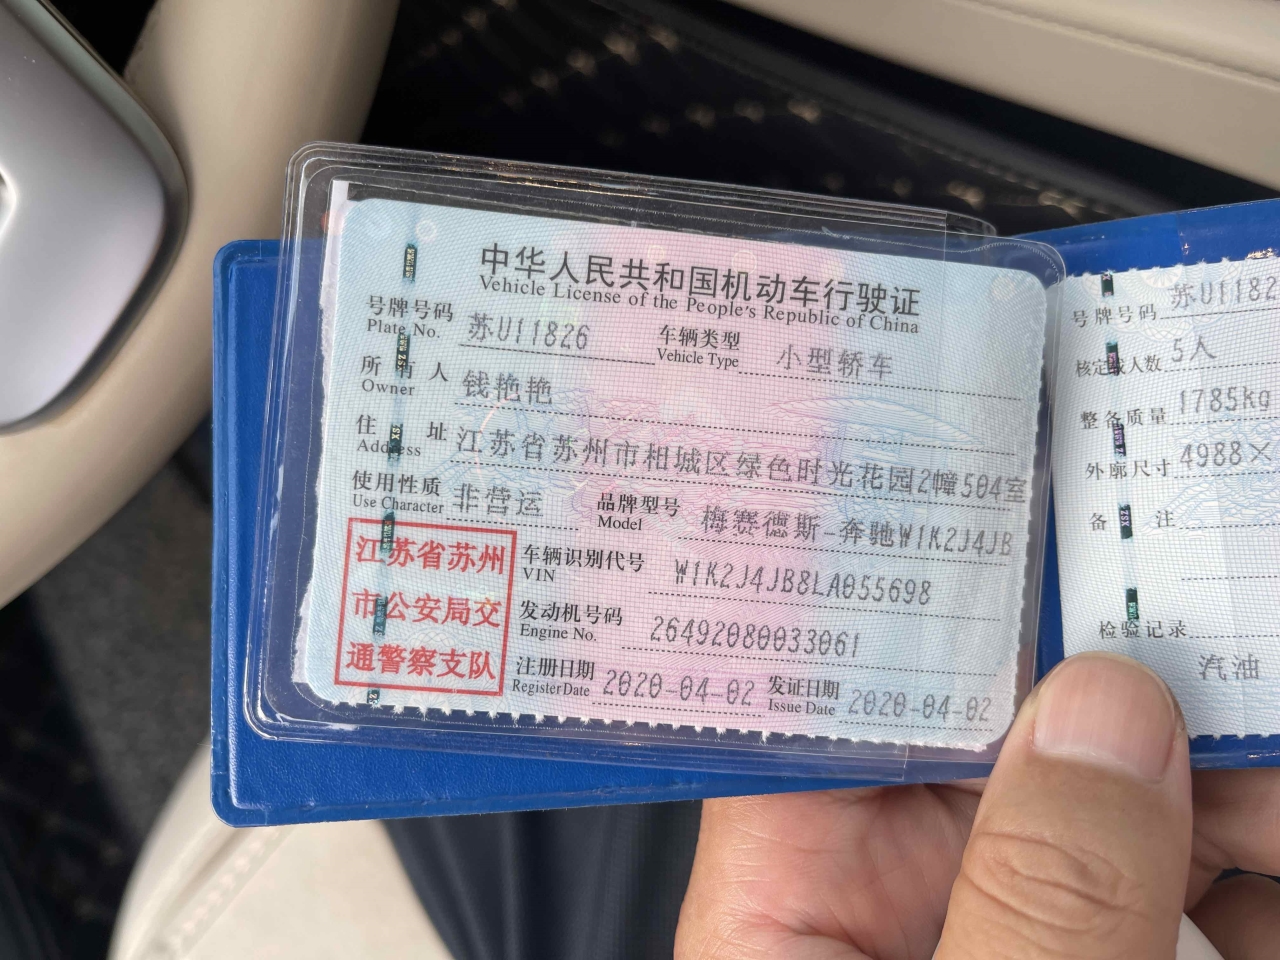 中华人民共和国机动车行驶证
Vehicle License of the People's Republic of China
号牌号码 苏U11826 车辆类型 小型轿车
Plate No. Vehicle Type
所有人 钱艳艳
Owner
住址 江苏省苏州市相城区绿色时光花园2幢504室
Address
使用性质 非营运 品牌型号 梅赛德斯-奔驰W1K2J4JB
Use Character Model
江苏省苏州
市公安局交
通警察支队
车辆识别代号 W1K2J4JB8LA055698
VIN
发动机号码 26492080033061
Engine No.
注册日期 2020-04-02 发证日期 2020-04-02
Register Date Issue Date
号牌号码 苏U1182
核定载人数 5人
整备质量 1785kg
外廓尺寸 4988×
备注
检验记录
汽油